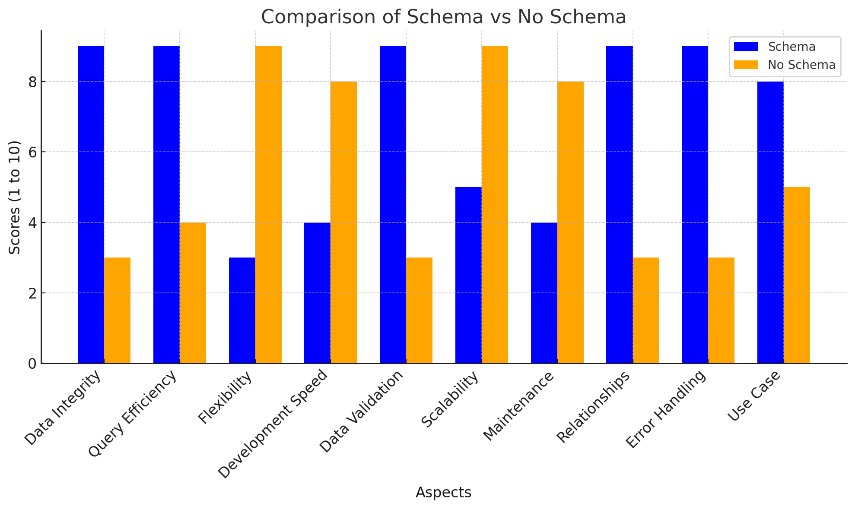 Comparison of Schema vs No Schema
Schema
No Schema
Scores (1 to 10)
8
6
4
2
0
Data Integrity
Query Efficiency
Flexibility
Development Speed
Data Validation
Scalability
Maintenance
Relationships
Error Handling
Use Case
Aspects